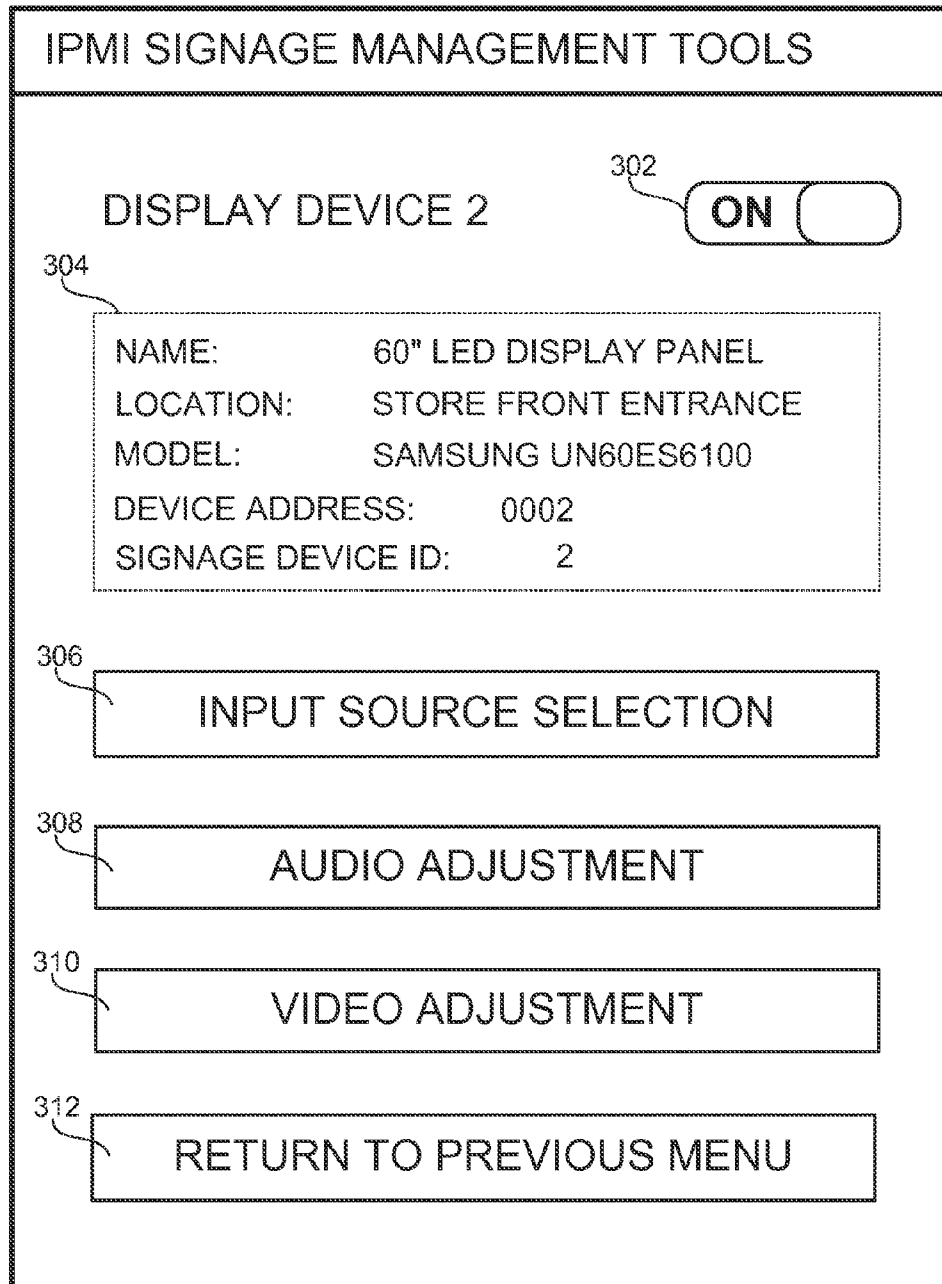 IPMI SIGNAGE MANAGEMENT TOOLS
302
DISPLAY DEVICE 2 ON
304
NAME: 60" LED DISPLAY PANEL
LOCATION: STORE FRONT ENTRANCE
MODEL: SAMSUNG UN60ES6100
DEVICE ADDRESS: 0002
SIGNAGE DEVICE ID: 2
306
INPUT SOURCE SELECTION
308
AUDIO ADJUSTMENT
310
VIDEO ADJUSTMENT
312
RETURN TO PREVIOUS MENU